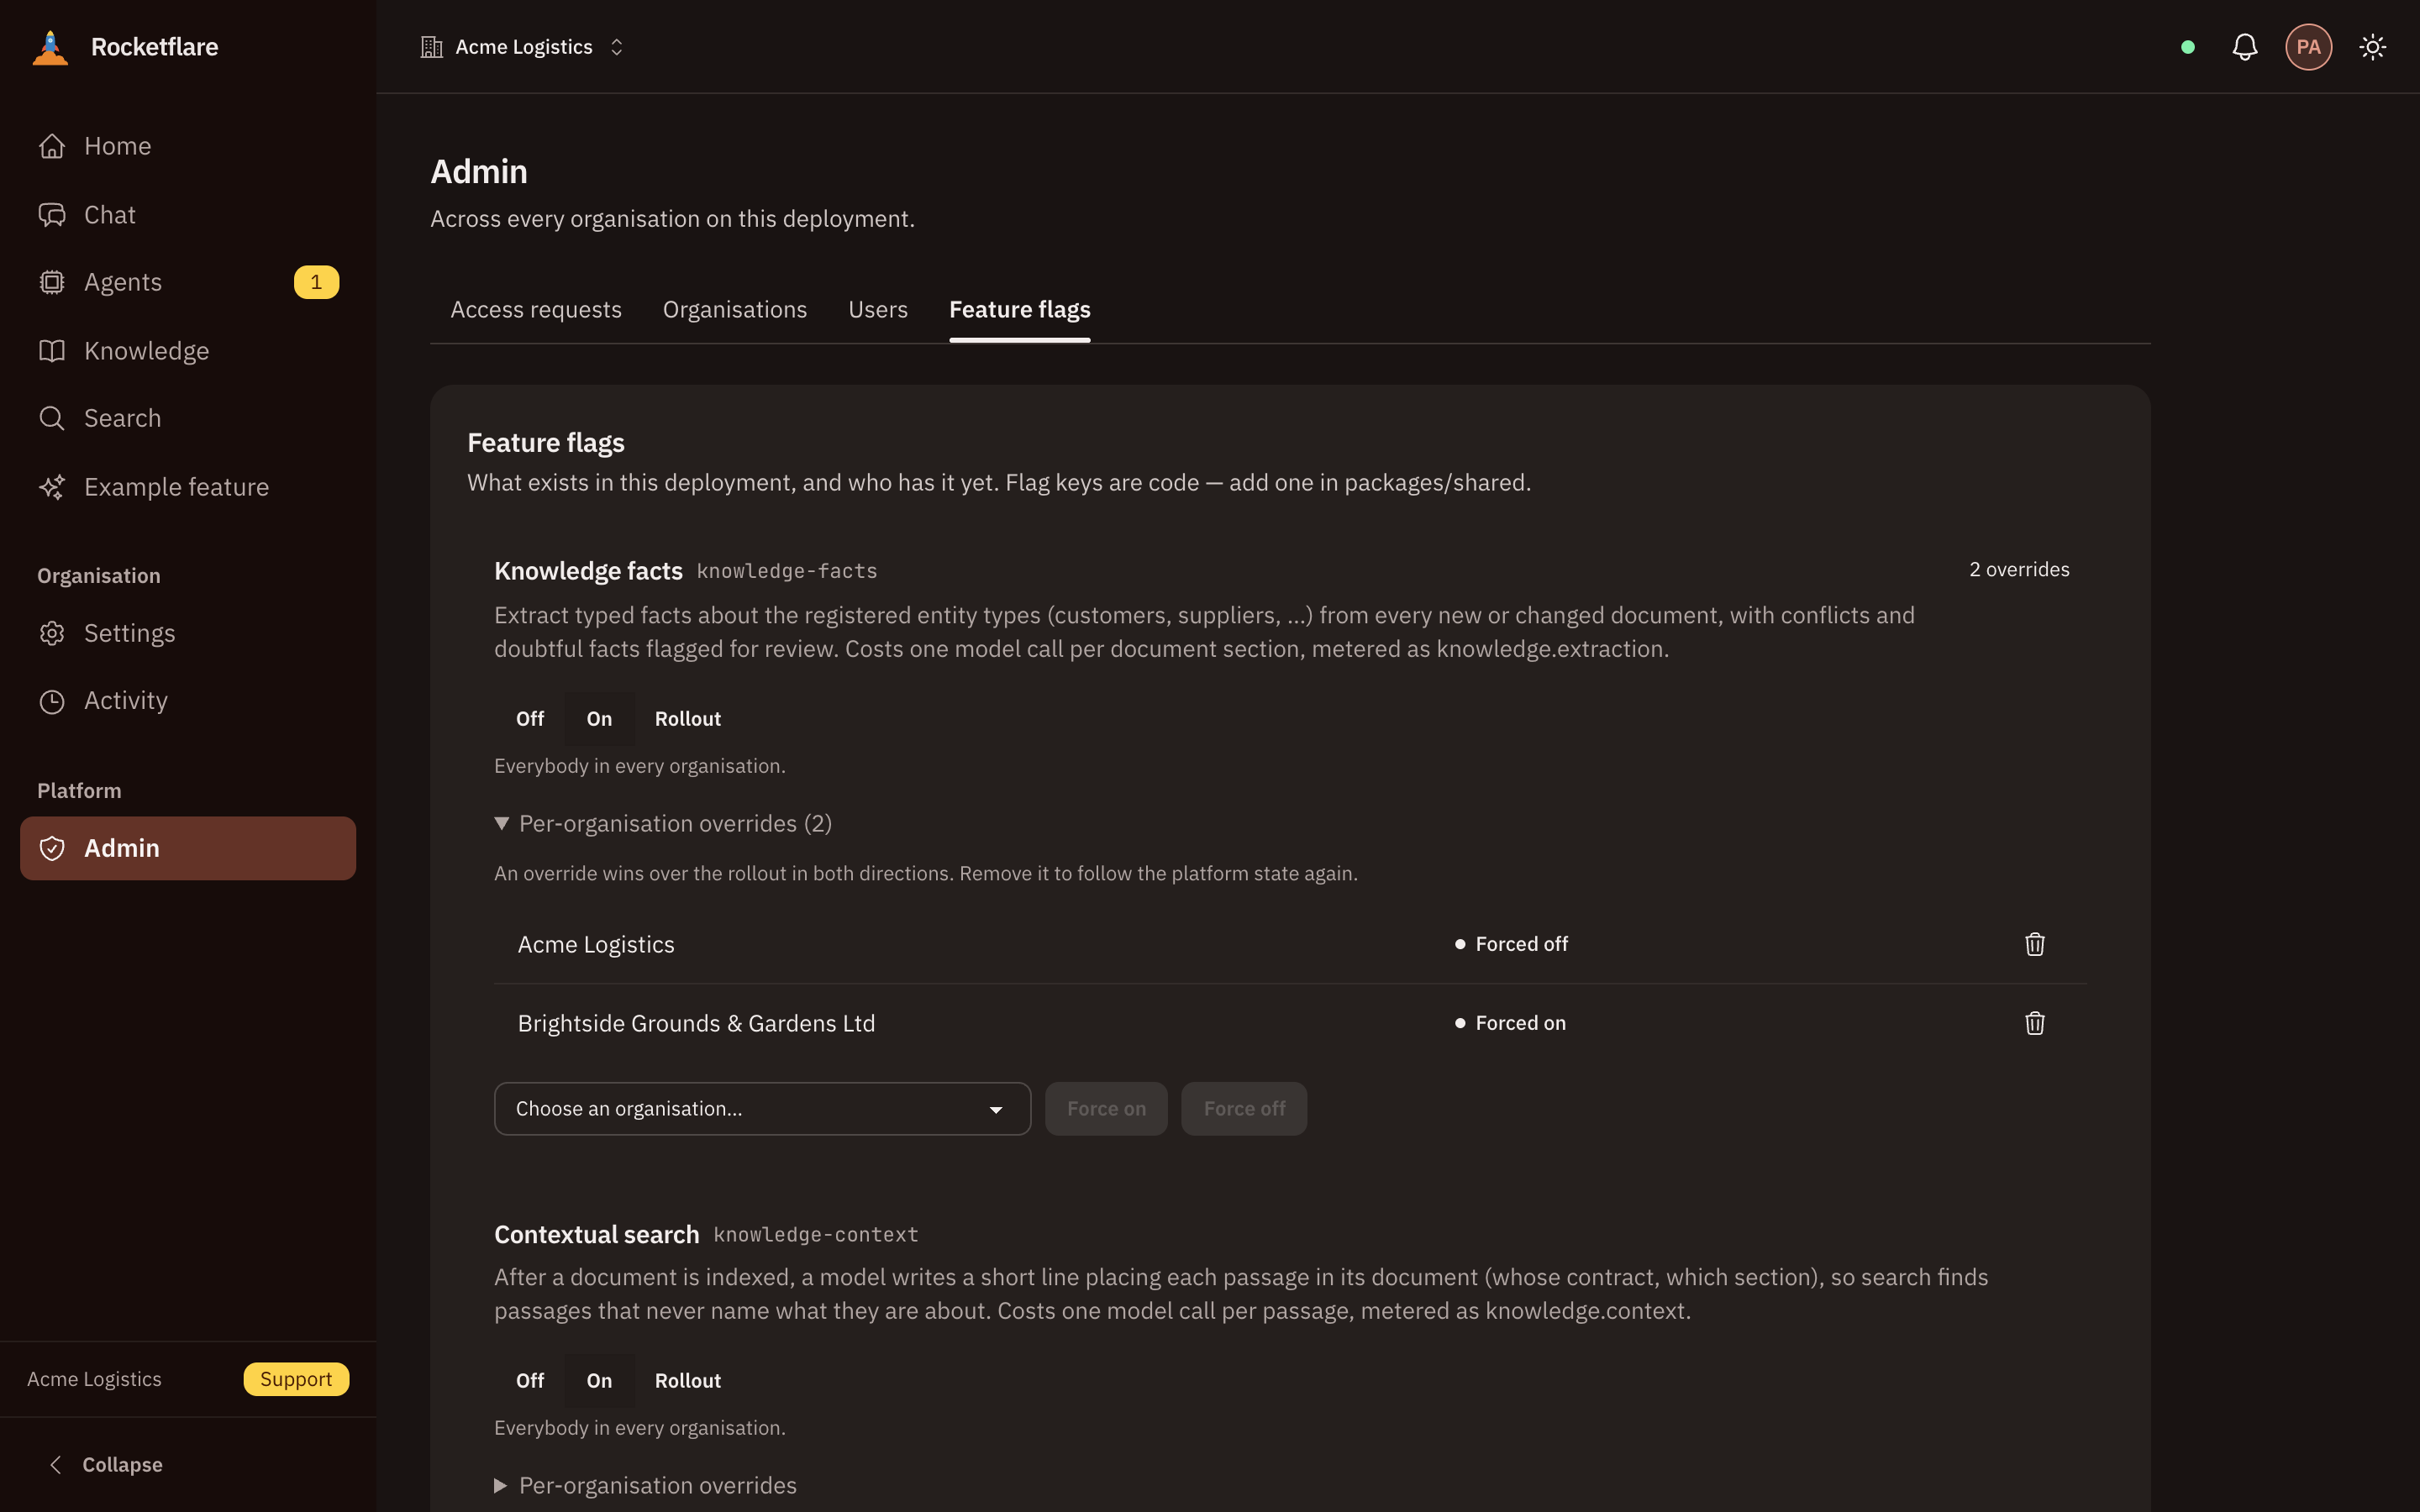 Rocketflare
Acme Logistics
PA
Home
Chat
Agents 1
Knowledge
Search
Example feature
Organisation
Settings
Activity
Platform
Admin
Acme Logistics Support
Collapse
Admin
Across every organisation on this deployment.
Access requests Organisations Users Feature flags
Feature flags
What exists in this deployment, and who has it yet. Flag keys are code — add one in packages/shared.
Knowledge facts knowledge-facts 2 overrides
Extract typed facts about the registered entity types (customers, suppliers, …) from every new or changed document, with conflicts and
doubtful facts flagged for review. Costs one model call per document section, metered as knowledge.extraction.
Off On Rollout
Everybody in every organisation.
Per-organisation overrides (2)
An override wins over the rollout in both directions. Remove it to follow the platform state again.
Acme Logistics Forced off
Brightside Grounds & Gardens Ltd Forced on
Choose an organisation… Force on Force off
Contextual search knowledge-context
After a document is indexed, a model writes a short line placing each passage in its document (whose contract, which section), so search finds
passages that never name what they are about. Costs one model call per passage, metered as knowledge.context.
Off On Rollout
Everybody in every organisation.
Per-organisation overrides